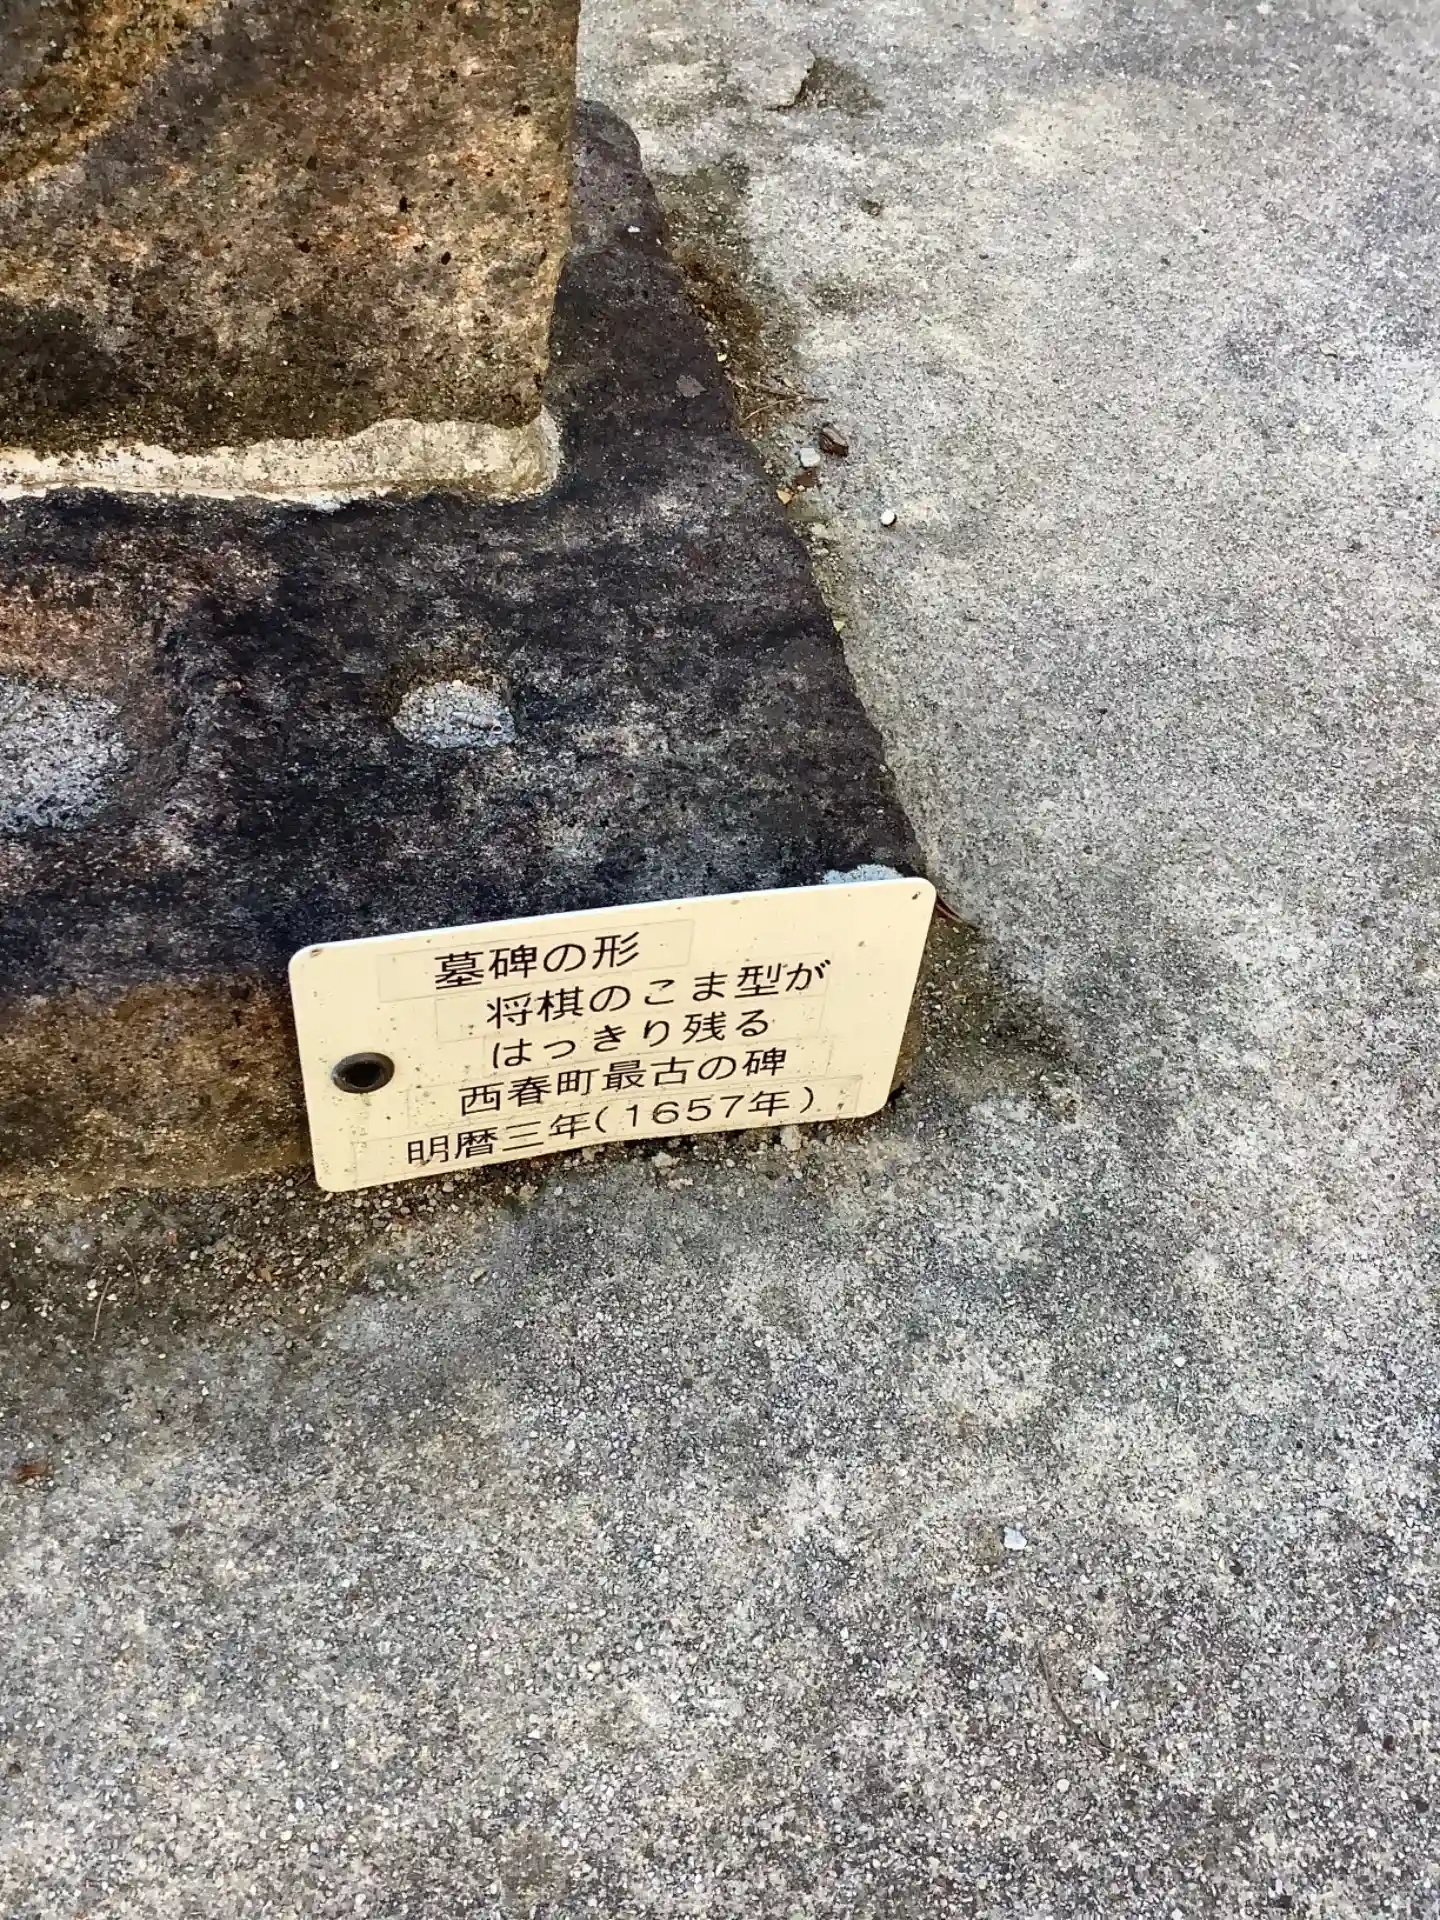 墓碑の形
将棋のこま型が
はっきり残る
西春町最古の碑
明暦三年(1657年)